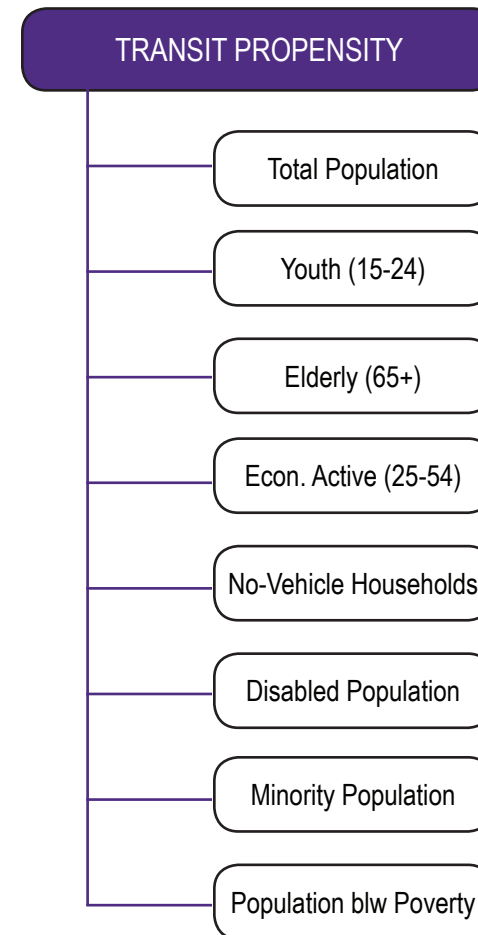 TRANSIT PROPENSITY
Total Population
Youth (15-24)
Elderly (65+)
Econ. Active (25-54)
No-Vehicle Households
Disabled Population
Minority Population
Population blw Poverty